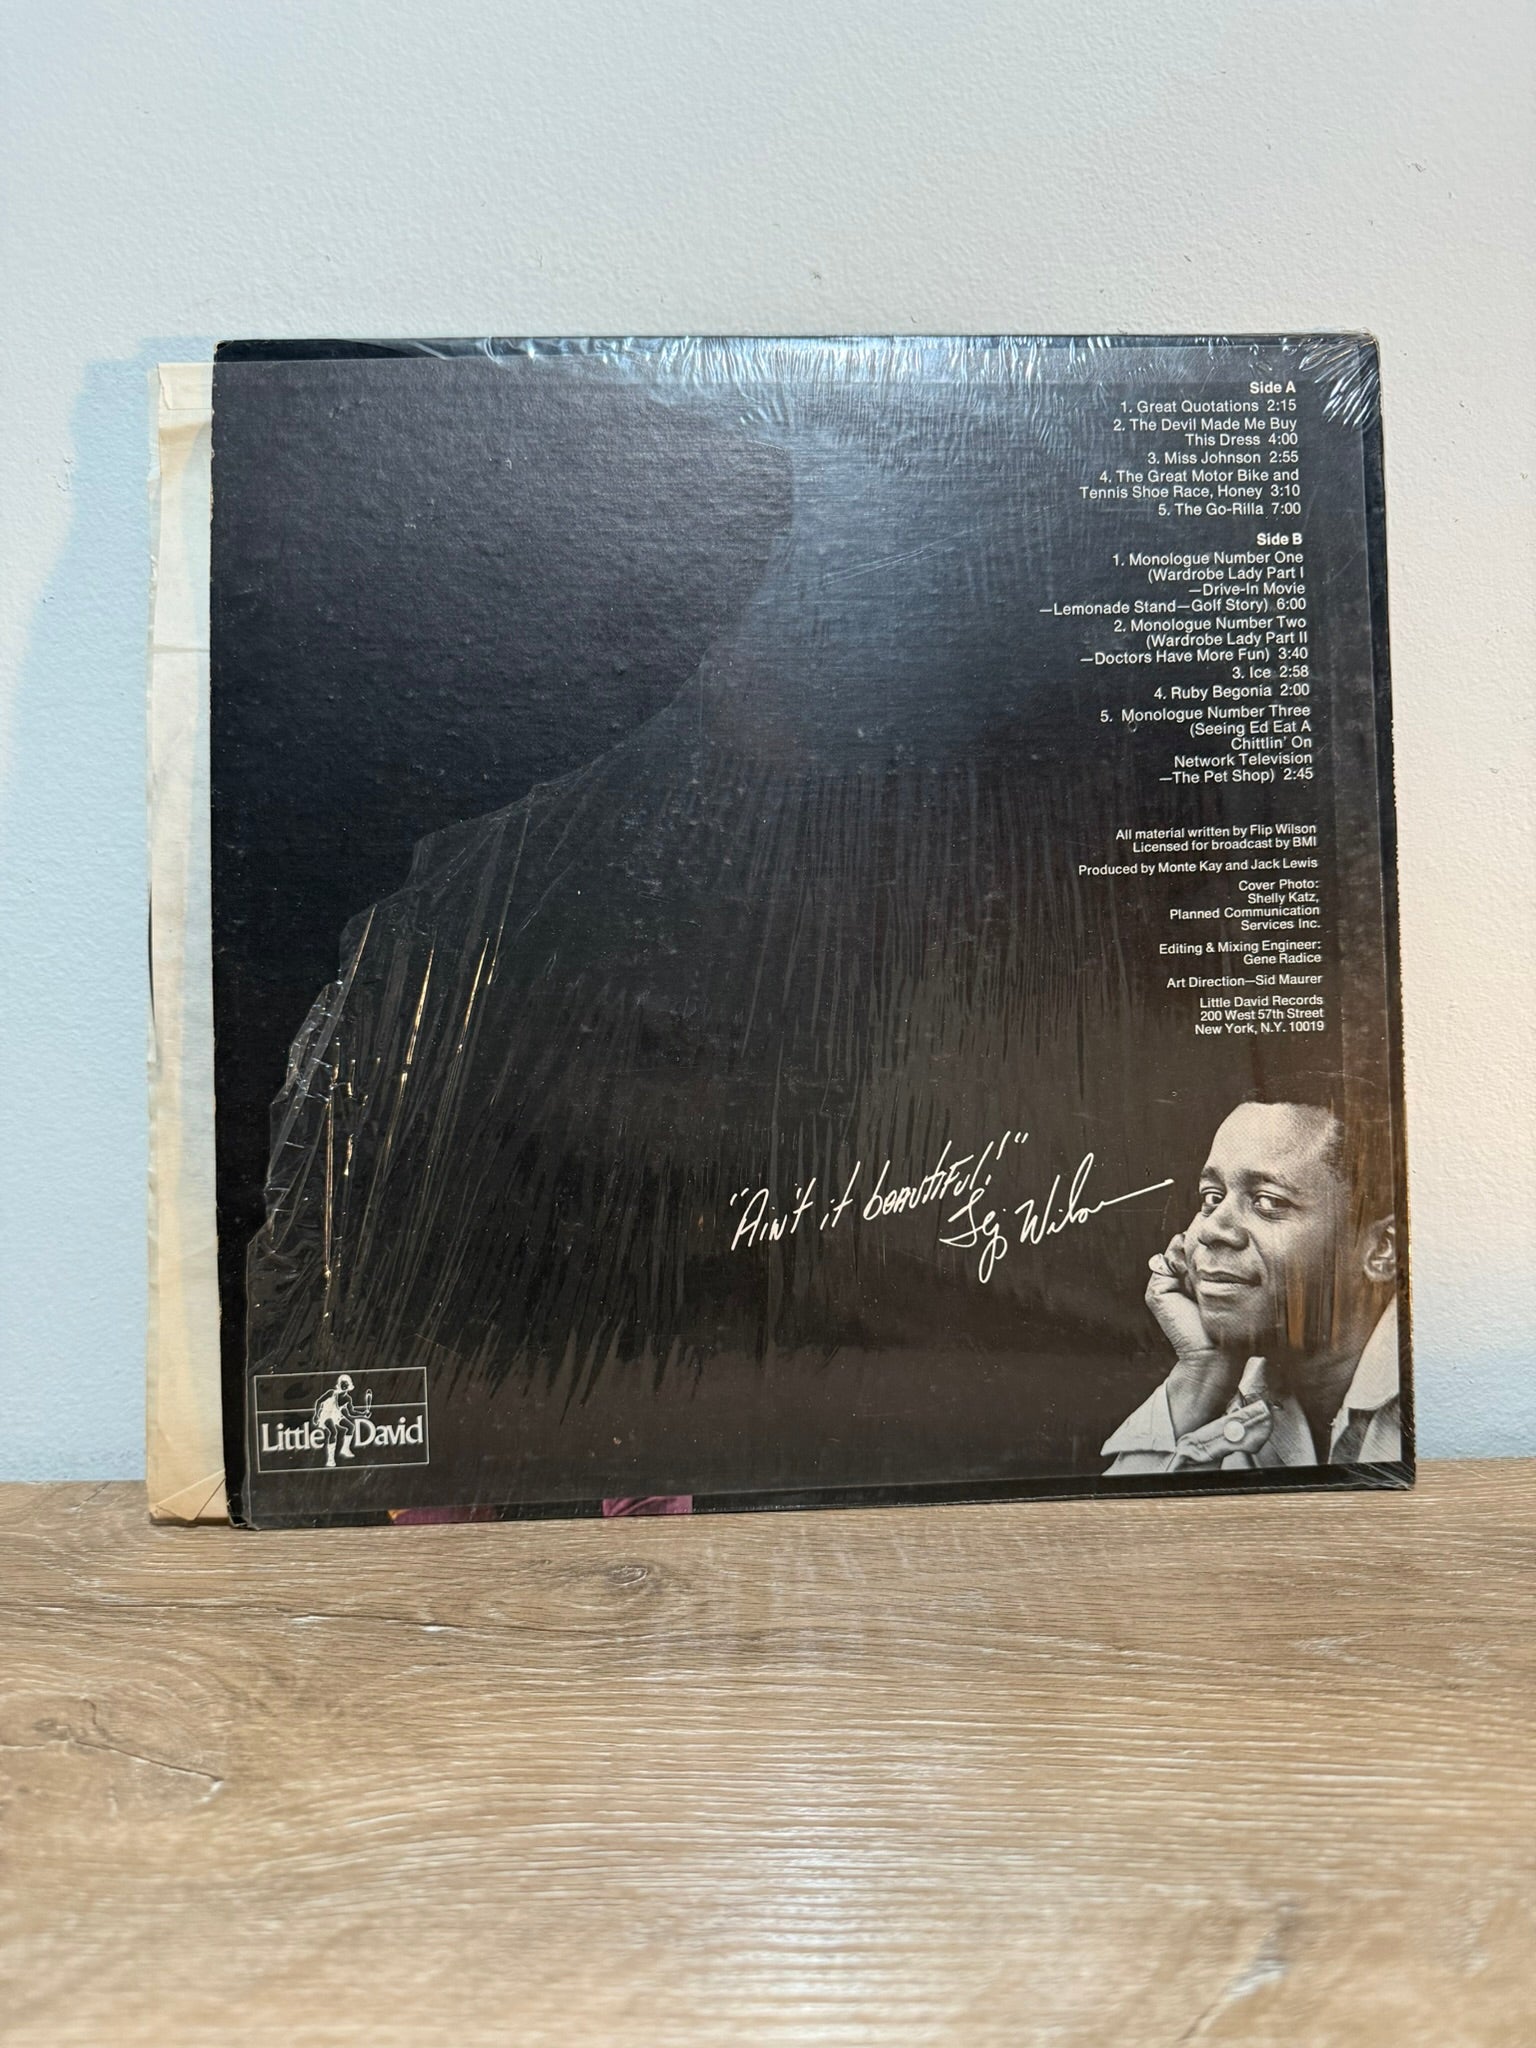 Side A
1. Great Quotations 2:15
2. The Devil Made Me Buy
This Dress 4:00
3. Miss Johnson 2:55
4. The Great Motor Bike and
Tennis Shoe Race, Honey 3:10
5. The Go-Rilla 7:00
Side B
1. Monologue Number One
(Wardrobe Lady Part I
—Drive-In Movie
—Lemonade Stand—Golf Story) 6:00
2. Monologue Number Two
(Wardrobe Lady Part II
—Doctors Have More Fun) 3:40
3. Ice 2:58
4. Ruby Begonia 2:00
5. Monologue Number Three
(Seeing Ed Eat A
Chittlin' On
Network Television
—The Pet Shop) 2:45
All material written by Flip Wilson
Licensed for broadcast by BMI
Produced by Monte Kay and Jack Lewis
Cover Photo:
Shelly Katz,
Planned Communication
Services Inc.
Editing & Mixing Engineer:
Gene Radice
Art Direction—Sid Maurer
Little David Records
200 West 57th Street
New York, N.Y. 10019
"Ain't it beautiful!"
Flip Wilson
Little David